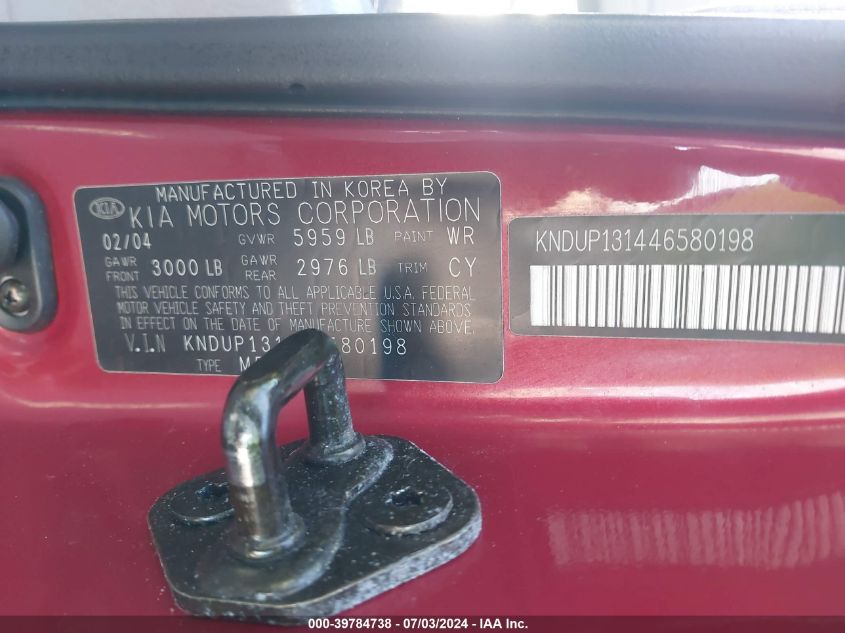 MANUFACTURED IN KOREA BY
KIA KIA MOTORS CORPORATION
02/04 GVWR 5959 LB PAINT WR
GAWR FRONT 3000 LB GAWR REAR 2976 LB TRIM CY
THIS VEHICLE CONFORMS TO ALL APPLICABLE U.S.A. FEDERAL
MOTOR VEHICLE SAFETY AND THEFT PREVENTION STANDARDS
IN EFFECT ON THE DATE OF MANUFACTURE SHOWN ABOVE.
V.I.N KNDUP131 580198
TYPE
KNDUP131446580198
000-39784738 - 07/03/2024 - IAA Inc.